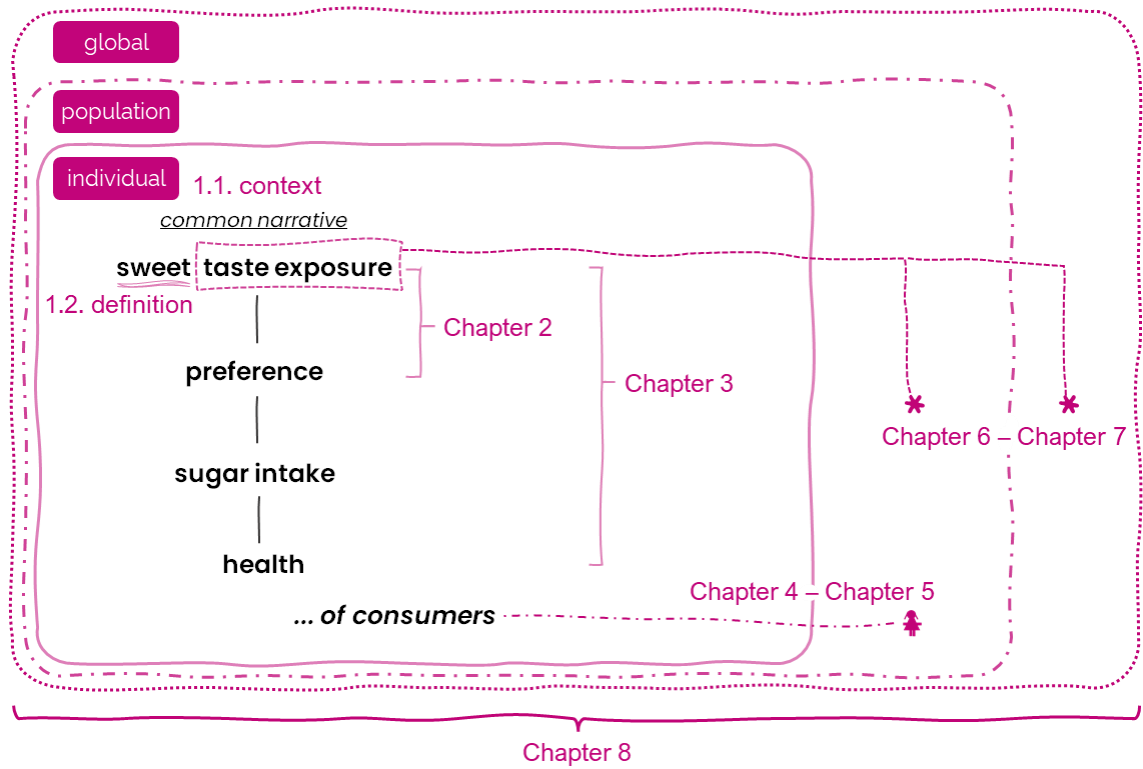 global
population
individual
1.1. context
common narrative
sweet taste exposure
1.2. definition
Chapter 2
preference
Chapter 3
Chapter 6 – Chapter 7
sugar intake
health
Chapter 4 – Chapter 5
... of consumers
Chapter 8